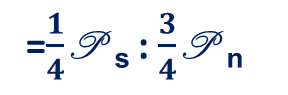 =1/4 𝒫s : 3/4 𝒫n